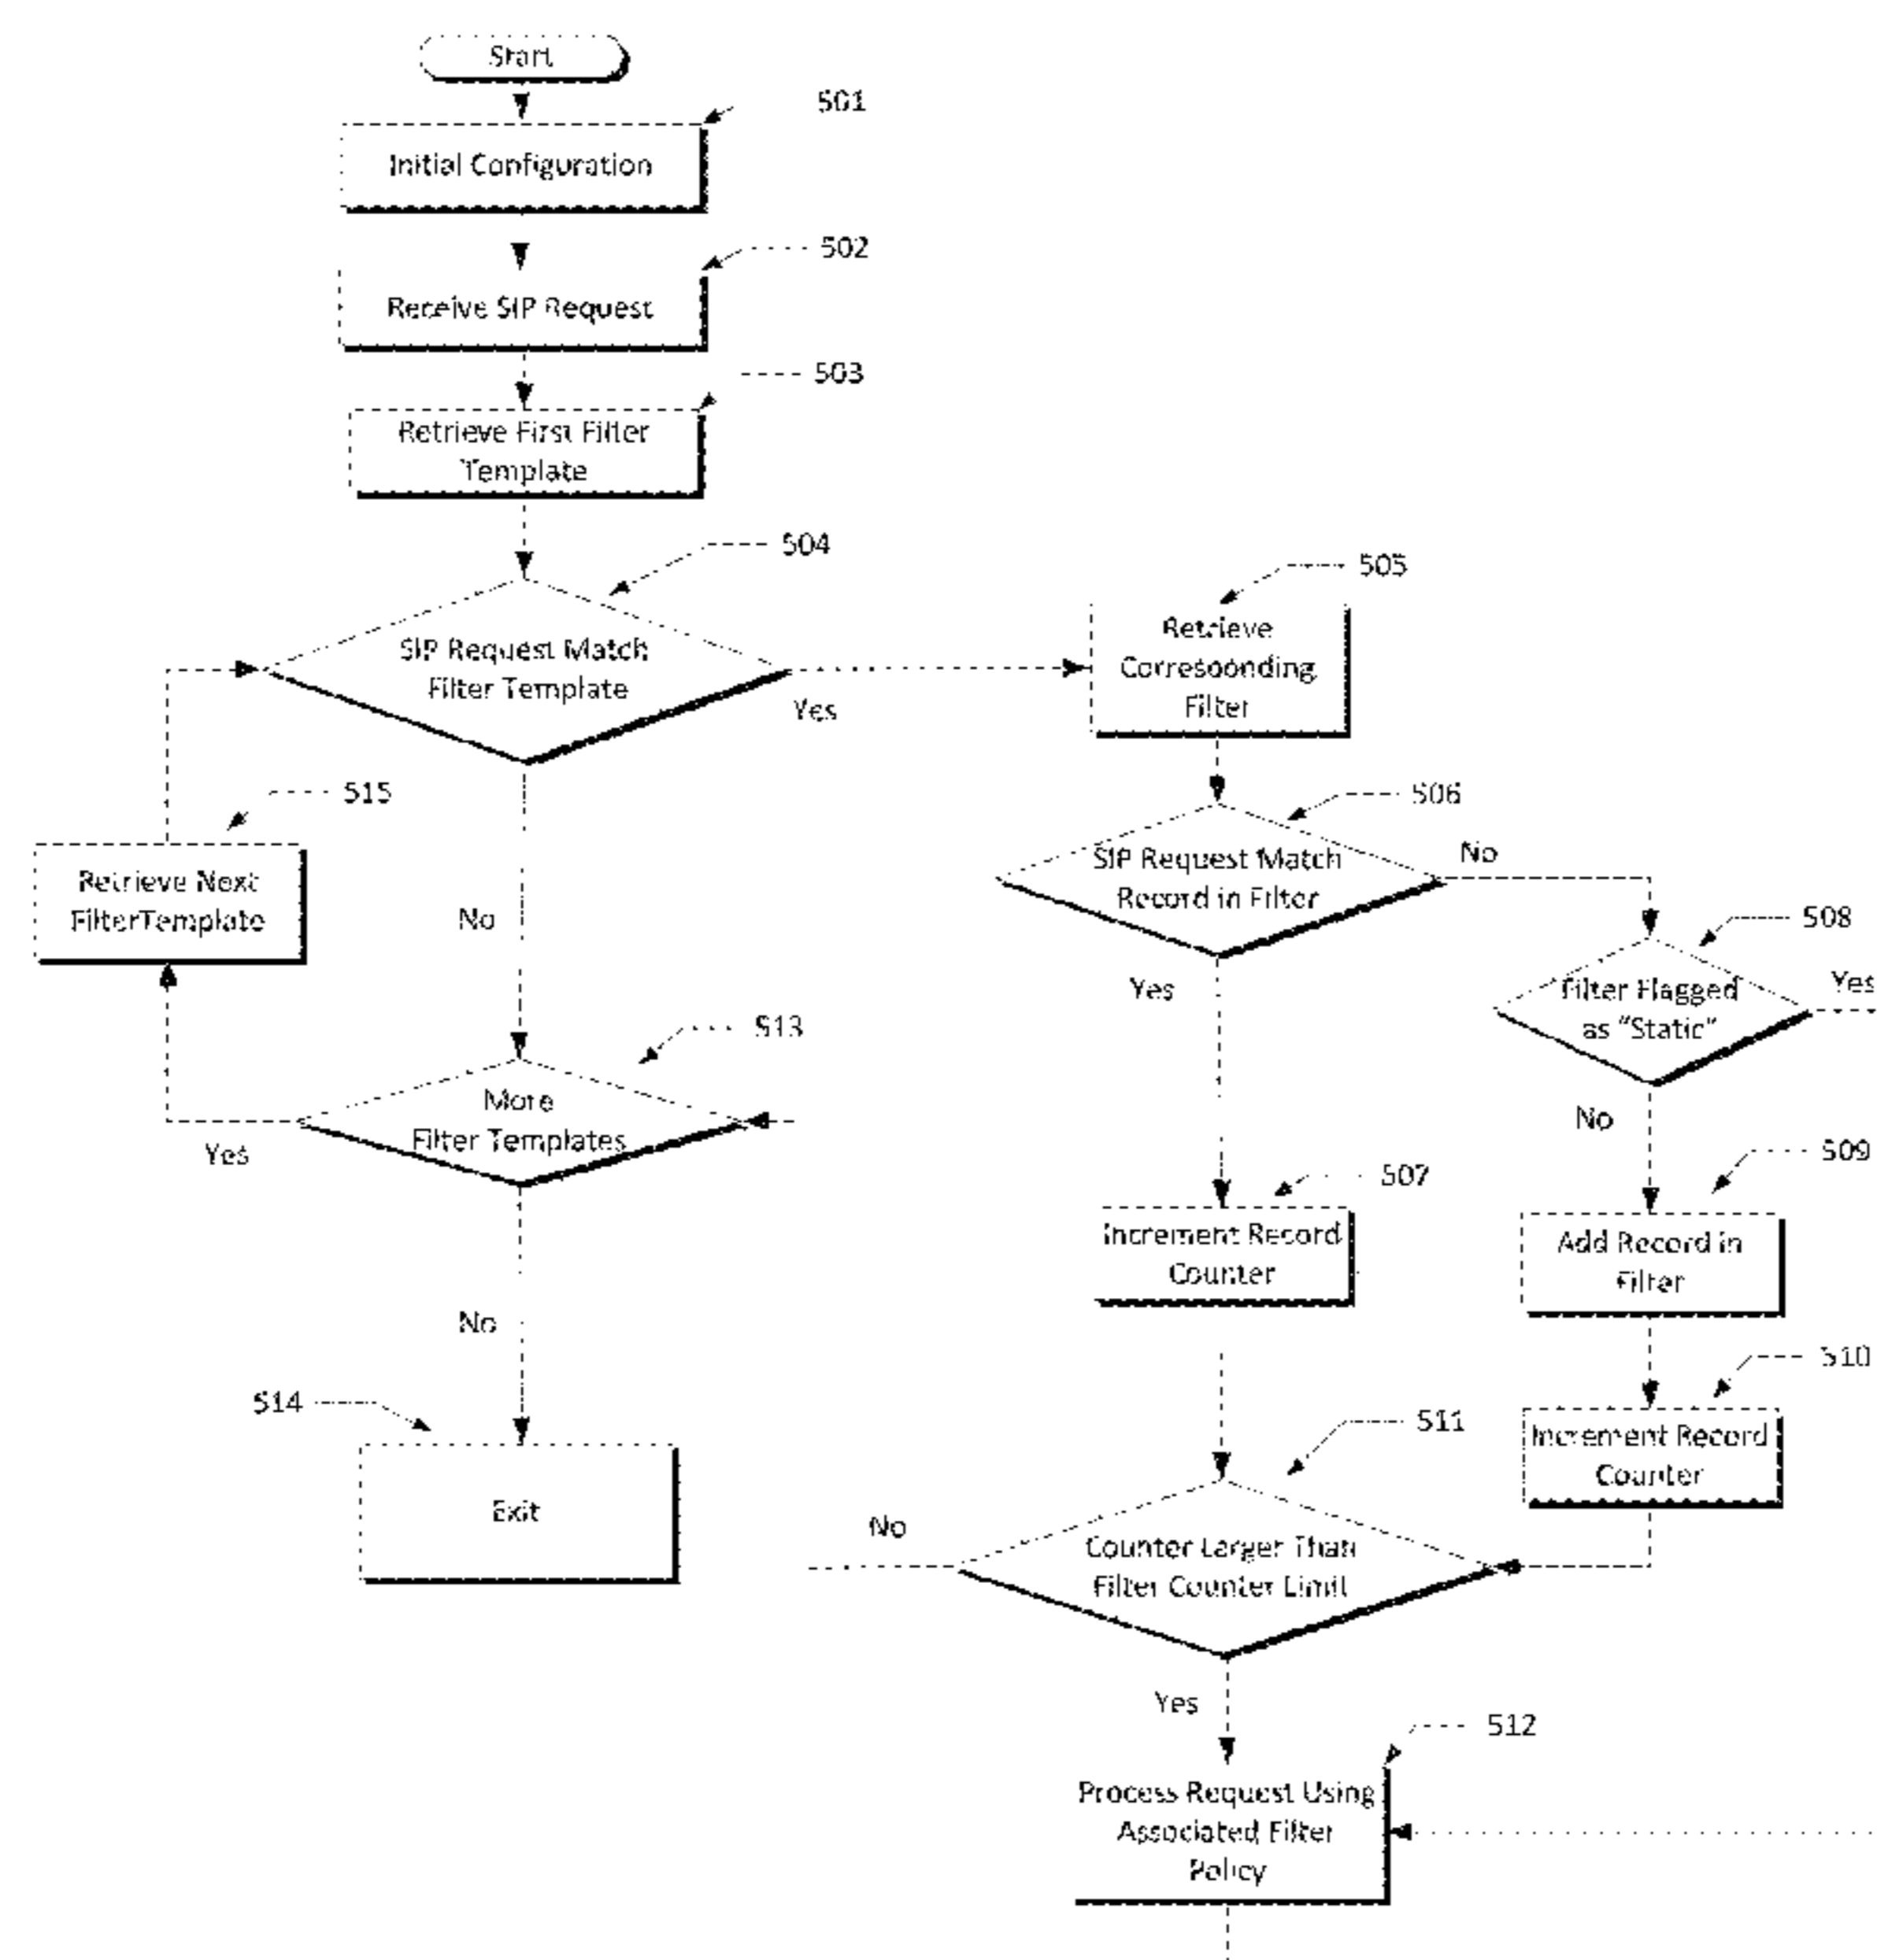 Start
501
Initial Configuration
502
Receive SIP Request
503
Retrieve First Filter
Template
504
SIP Request Match
Filter Template
Yes
505
Retrieve
Corresponding
Filter
515
Retrieve Next
FilterTemplate
No
506
SIP Request Match
Record in Filter
No
Yes
508
Filter Flagged
as "Static"
Yes
No
513
More
Filter Templates
Yes
No
507
Increment Record
Counter
509
Add Record in
Filter
510
Increment Record
Counter
514
Exit
511
Counter Larger Than
Filter Counter Limit
No
Yes
512
Process Request Using
Associated Filter
Policy